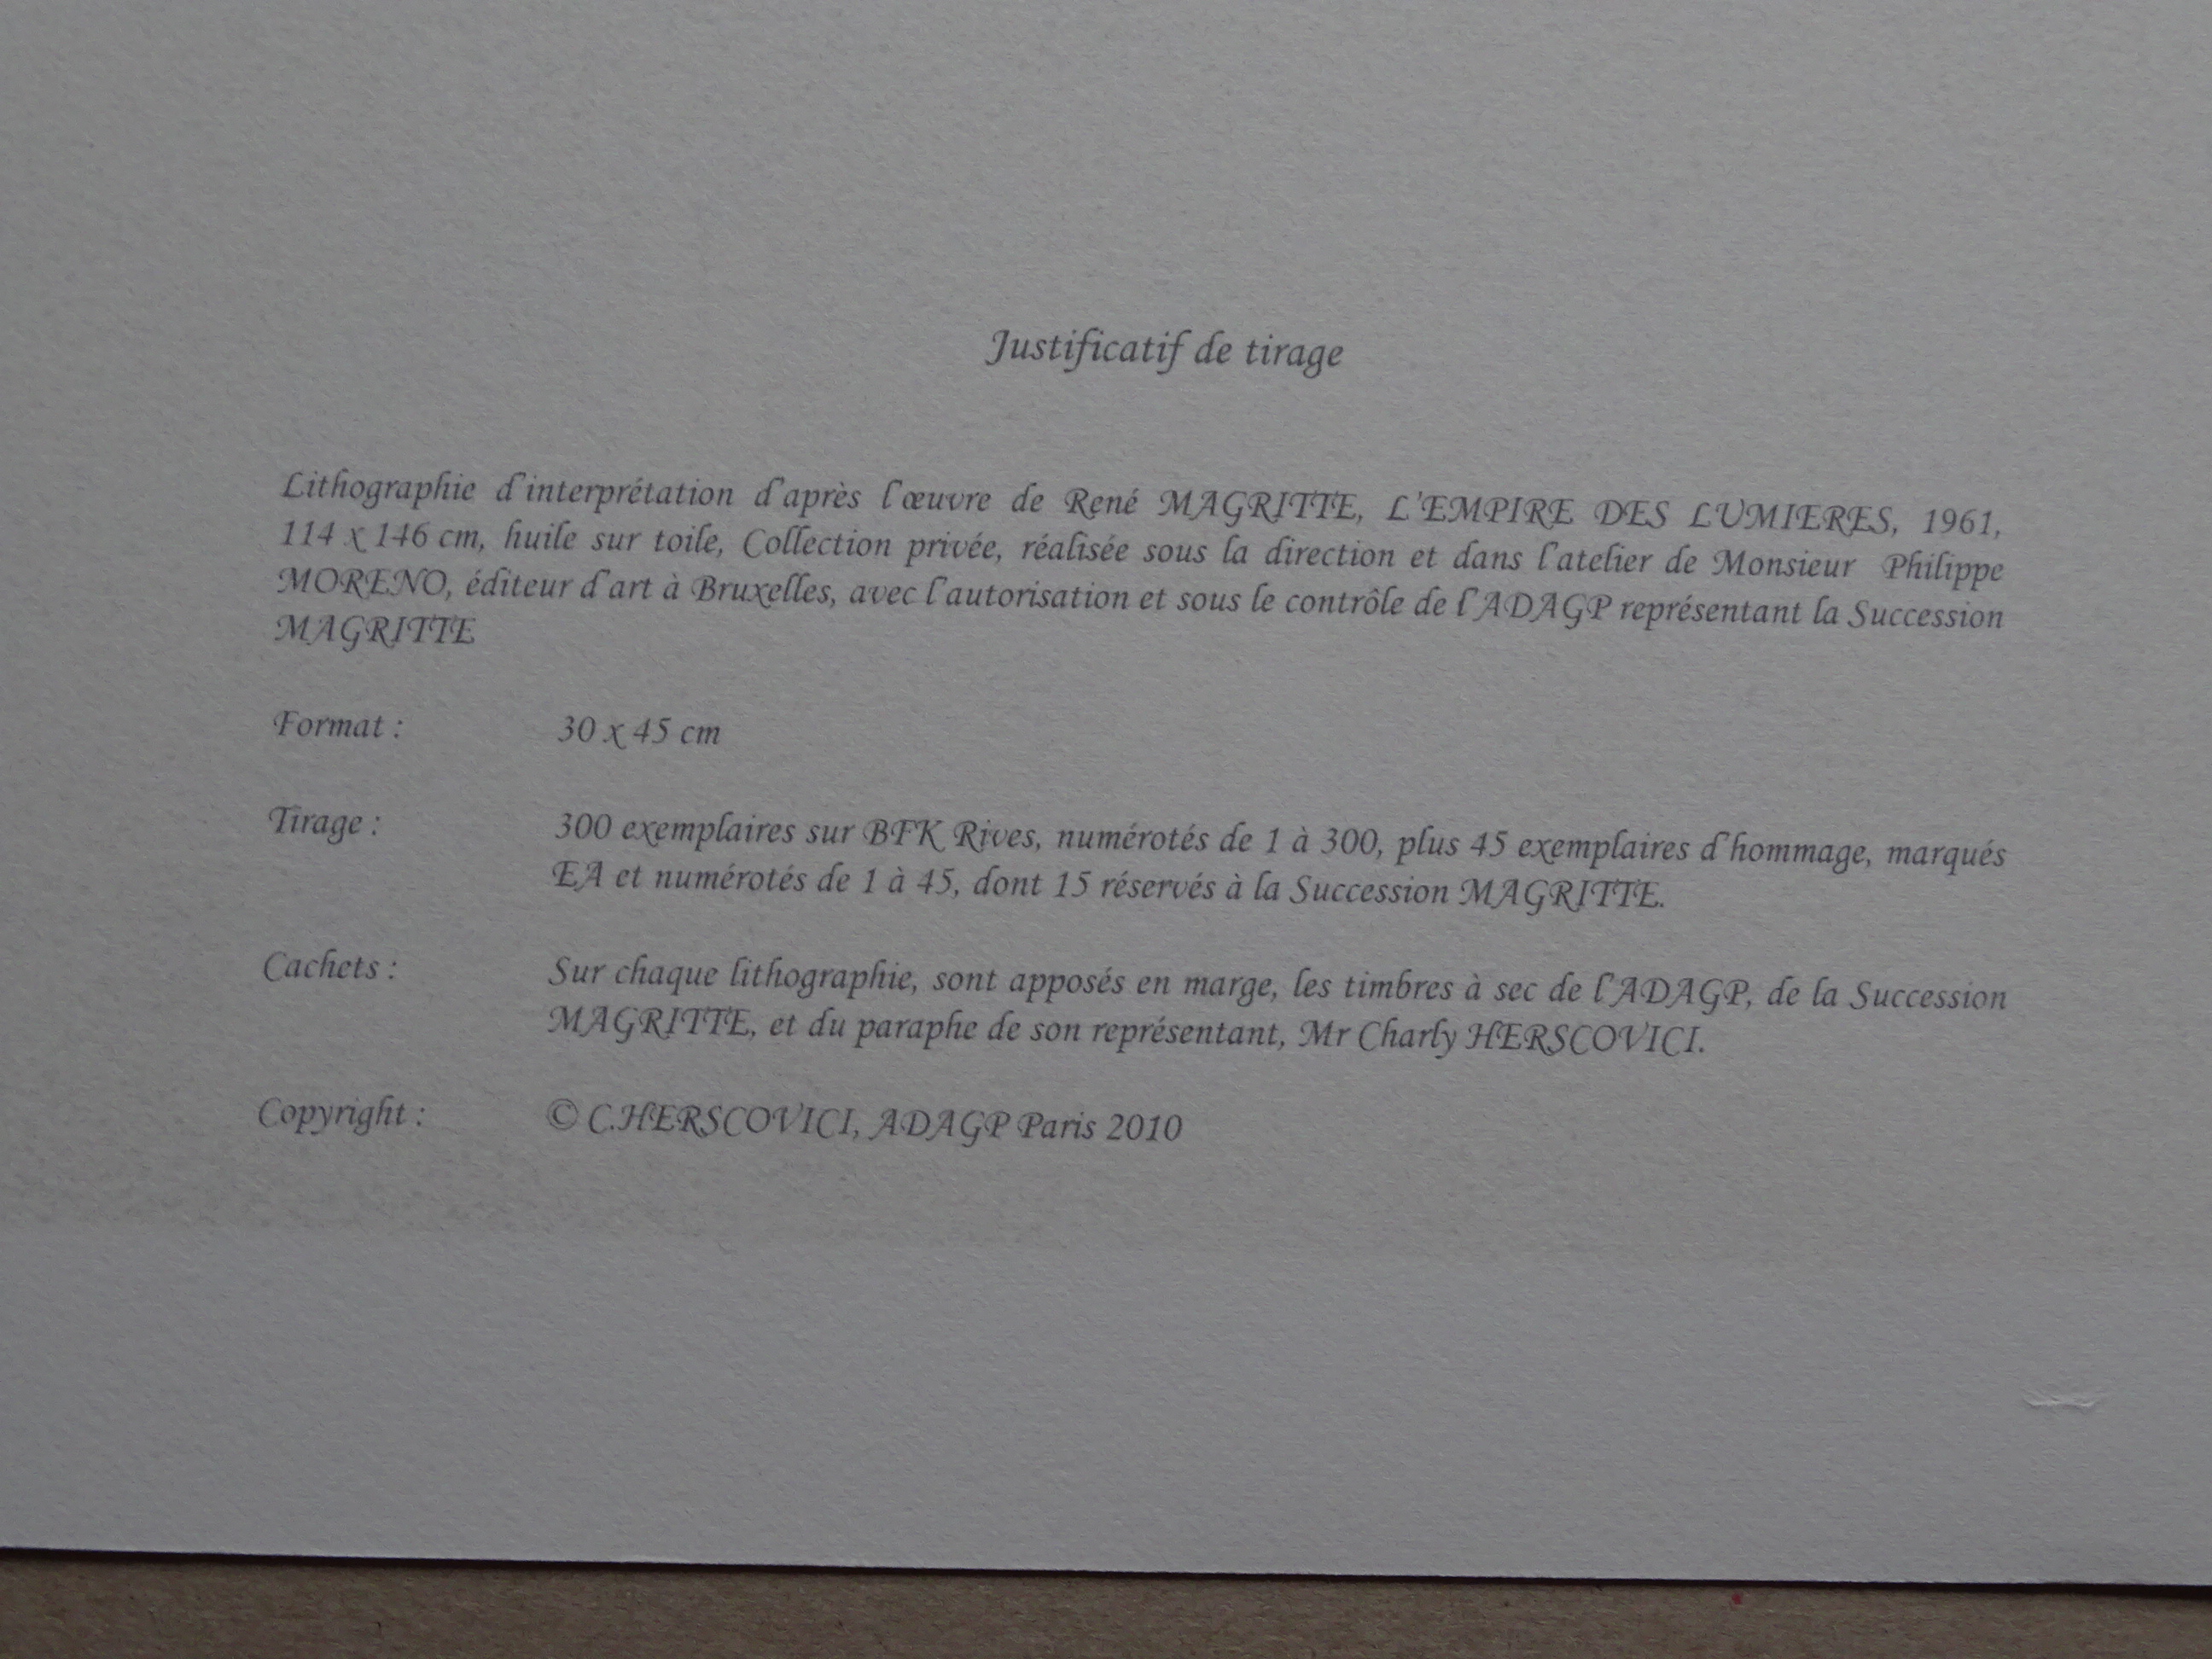 Justificatif de tirage
Lithographie d'interprétation d'après l'œuvre de René MAGRITTE, L'EMPIRE DES LUMIERES, 1961,
114 x 146 cm, huile sur toile, Collection privée, réalisée sous la direction et dans l'atelier de Monsieur Philippe
MORENO, éditeur d'art à Bruxelles, avec l'autorisation et sous le contrôle de l'ADAGP représentant la Succession
MAGRITTE
Format : 30 x 45 cm
Tirage : 300 exemplaires sur BFK Rives, numérotés de 1 à 300, plus 45 exemplaires d'hommage, marqués
EA et numérotés de 1 à 45, dont 15 réservés à la Succession MAGRITTE.
Cachets : Sur chaque lithographie, sont apposés en marge, les timbres à sec de l'ADAGP, de la Succession
MAGRITTE, et du paraphe de son représentant, Mr Charly HERSCOVICI.
Copyright : © C.HERSCOVICI, ADAGP Paris 2010